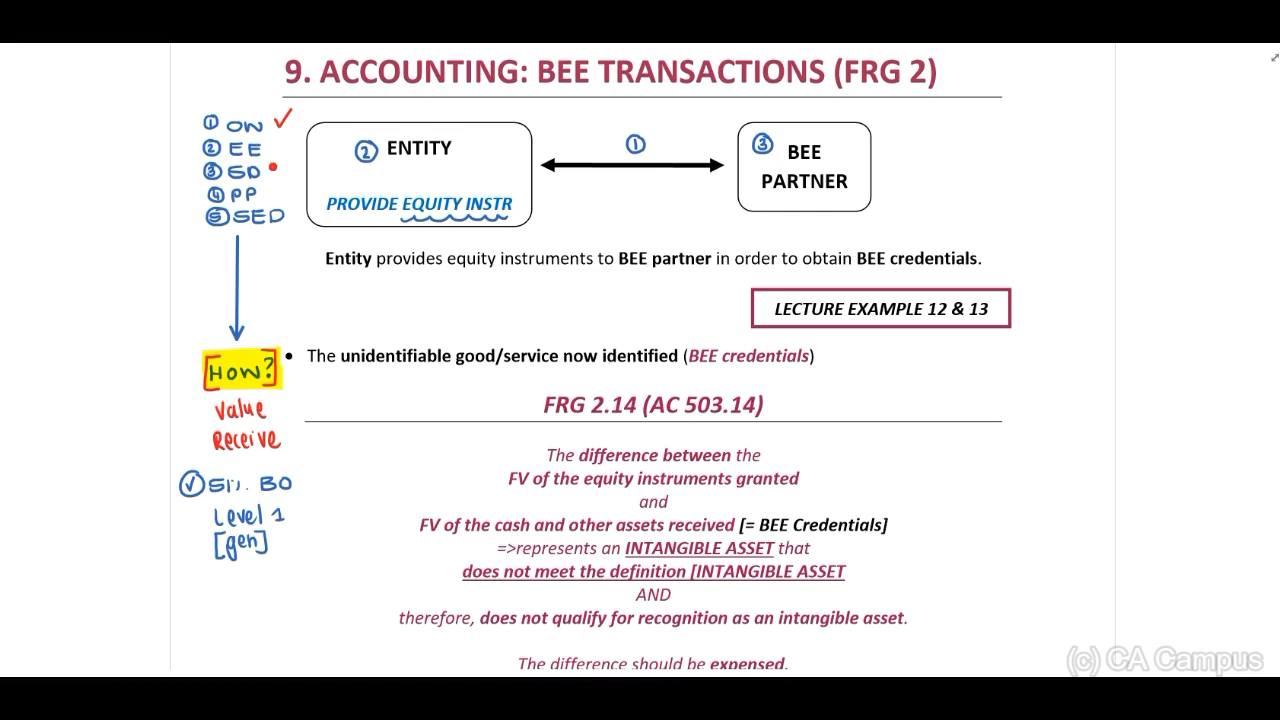 9. ACCOUNTING: BEE TRANSACTIONS (FRG 2)
① OW ✓
② EE
③ SD
④ PP
⑤ SED
② ENTITY
PROVIDE EQUITY INSTR
①
③ BEE
PARTNER
Entity provides equity instruments to BEE partner in order to obtain BEE credentials.
LECTURE EXAMPLE 12 & 13
[HOW?]
• The unidentifiable good/service now identified (BEE credentials)
Value
Receive
FRG 2.14 (AC 503.14)
51%. BO
Level 1
[gen]
The difference between the
FV of the equity instruments granted
and
FV of the cash and other assets received [= BEE Credentials]
=>represents an INTANGIBLE ASSET that
does not meet the definition [INTANGIBLE ASSET
AND
therefore, does not qualify for recognition as an intangible asset.
The difference should be expensed.
(c) CA Campus